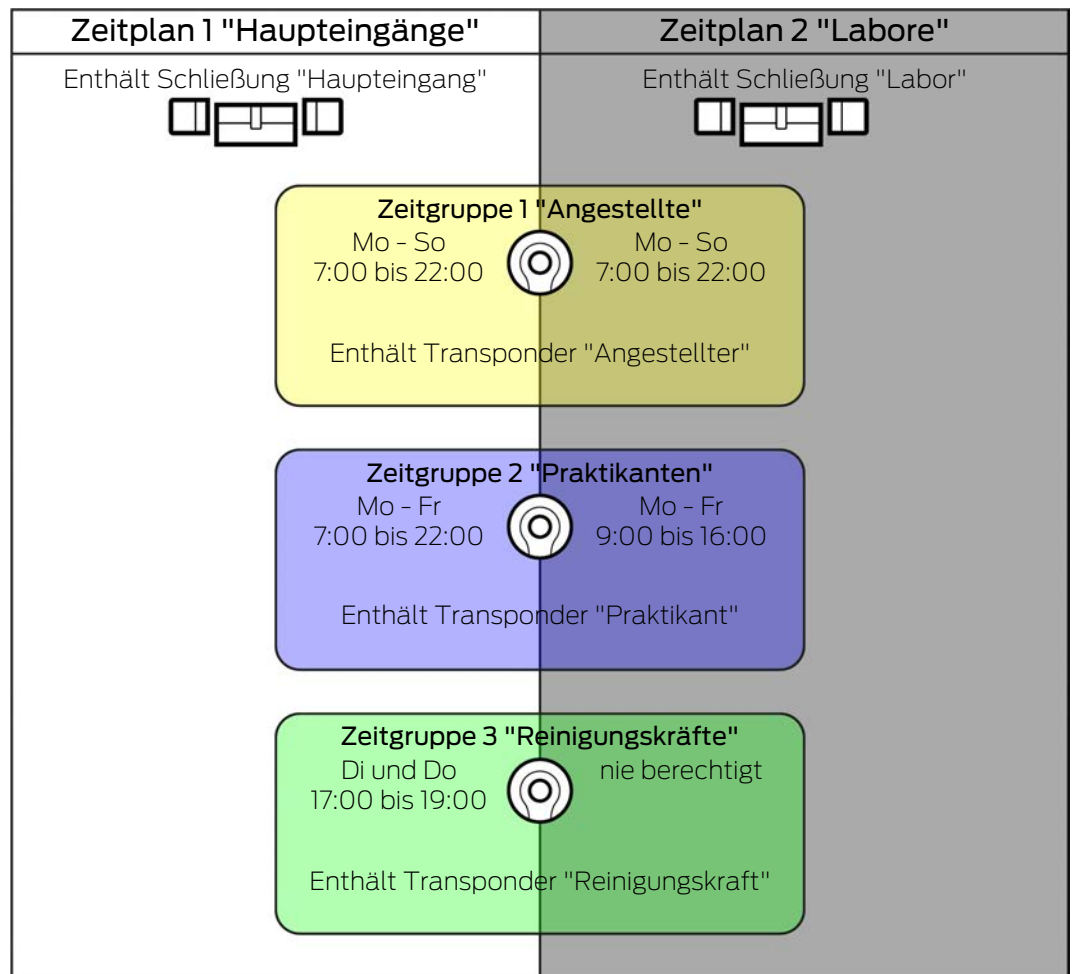 Zeitplan 1 "Haupteingänge"
Zeitplan 2 "Labore"
Enthält Schließung "Haupteingang"
Enthält Schließung "Labor"
Zeitgruppe 1 "Angestellte"
Mo - So
7:00 bis 22:00
Mo - So
7:00 bis 22:00
Enthält Transponder "Angestellter"
Zeitgruppe 2 "Praktikanten"
Mo - Fr
7:00 bis 22:00
Mo - Fr
9:00 bis 16:00
Enthält Transponder "Praktikant"
Zeitgruppe 3 "Reinigungskräfte"
Di und Do
17:00 bis 19:00
nie berechtigt
Enthält Transponder "Reinigungskraft"